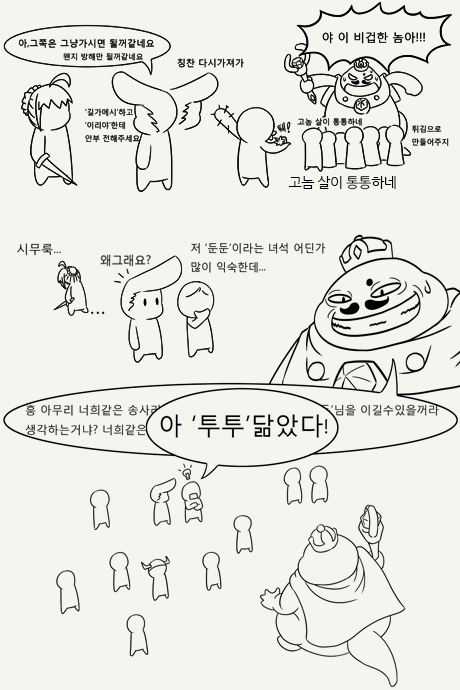 아,그쪽은 그냥가시면 될꺼같네요
왠지 방해만 될꺼같네요
칭찬 다시가져가
'길가메시'하고
'이리야'한테
안부 전해주세요
퉤!
야 이 비겁한 놈아!!!
고놈 살이 통통하네
튀김으로
만들어주지
고놈 살이 통통하네
시무룩...
왜그래요?
...
저 '둔둔'이라는 녀석 어딘가
많이 익숙한데...
흥 아무리 너희같은 송사리
'님을 이길수있을꺼라
생각하는거냐? 너희같은
아 '투투'닮았다!